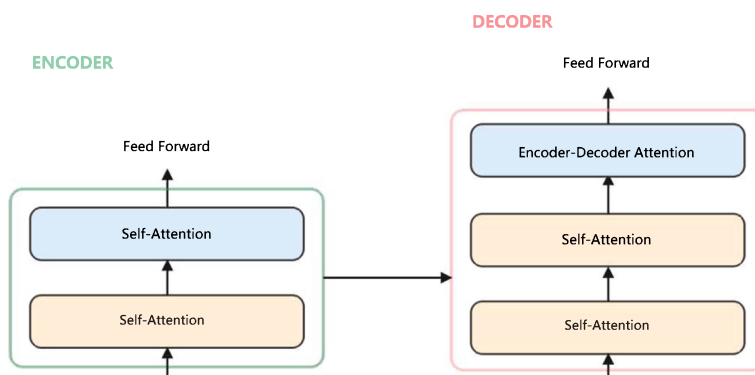 DECODER
ENCODER
Feed Forward
Encoder-Decoder Attention
Self-Attention
Self-Attention
Feed Forward
Self-Attention
Self-Attention